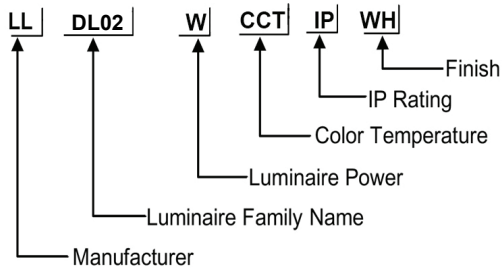 LL DL02 W CCT IP WH
Finish
IP Rating
Color Temperature
Luminaire Power
Luminaire Family Name
Manufacturer